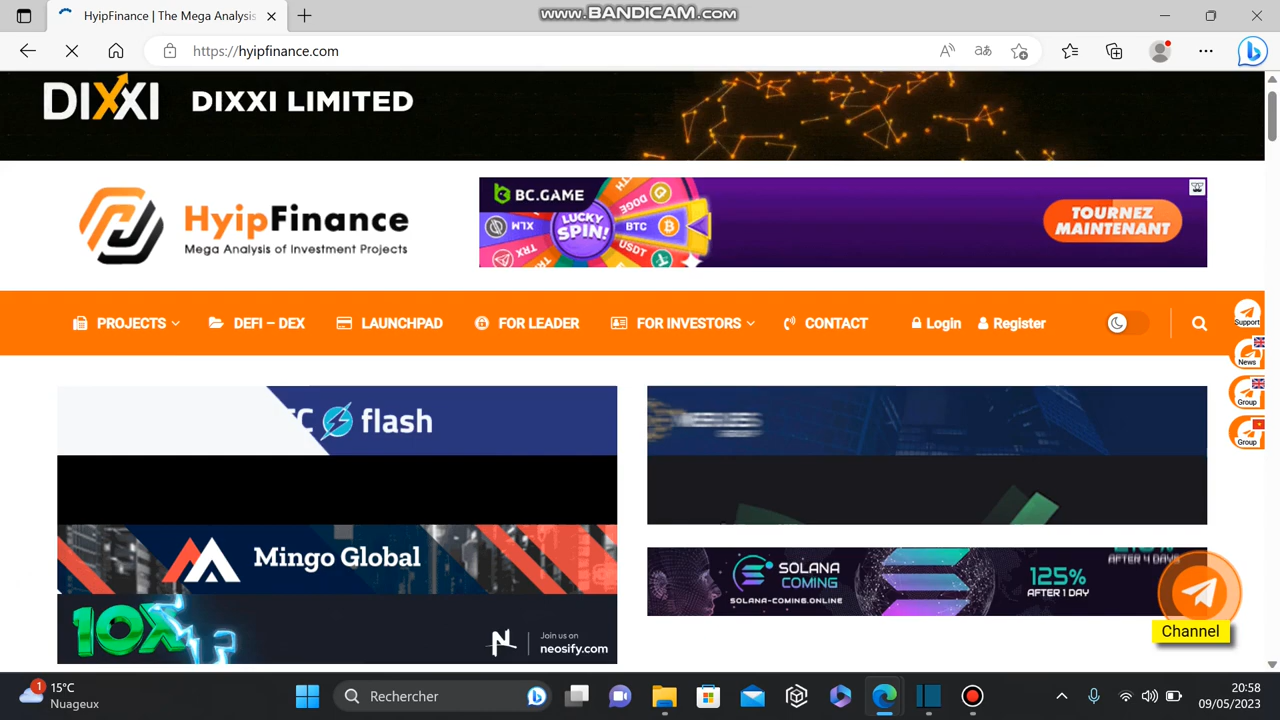 www.BANDICAM.com
HyipFinance | The Mega Analysis
https://hyipfinance.com
DIXXI DIXXI LIMITED
HyipFinance
Mega Analysis of Investment Projects
BC.GAME
LUCKY
SPIN!
DOGE
BTC
USDT
TRX
XLM
TOURNEZ
MAINTENANT
PROJECTS DEFI – DEX LAUNCHPAD FOR LEADER FOR INVESTORS CONTACT Login Register
Support
News
Group
Group
flash
Mingo Global
10X
Join us on
neosify.com
SOLANA
COMING
SOLANA-COMING.ONLINE
125%
AFTER 1 DAY
AFTER 4 DAYS
Channel
1
15°C
Nuageux
Rechercher
20:58
09/05/2023